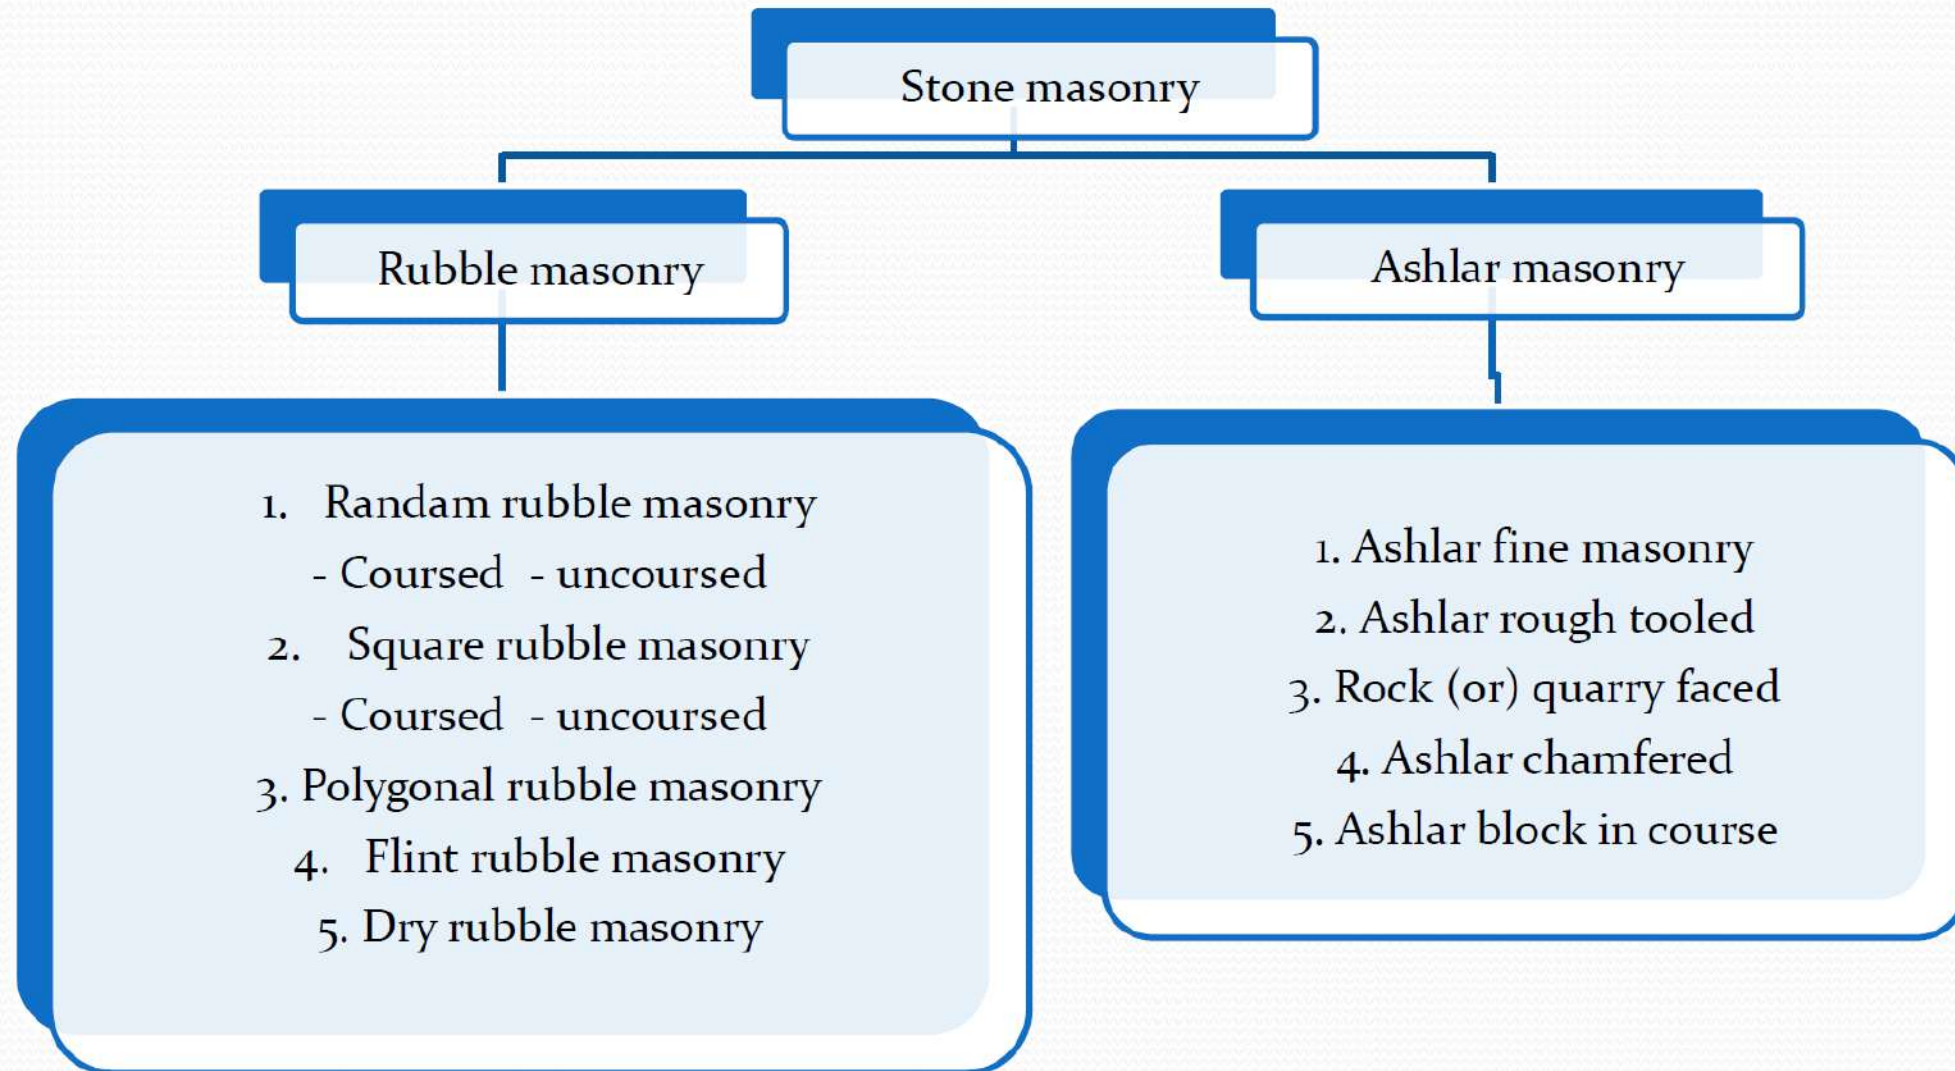 Stone masonry
Rubble masonry
Ashlar masonry
1. Randam rubble masonry
- Coursed - uncoursed
2. Square rubble masonry
- Coursed - uncoursed
3. Polygonal rubble masonry
4. Flint rubble masonry
5. Dry rubble masonry
1. Ashlar fine masonry
2. Ashlar rough tooled
3. Rock (or) quarry faced
4. Ashlar chamfered
5. Ashlar block in course